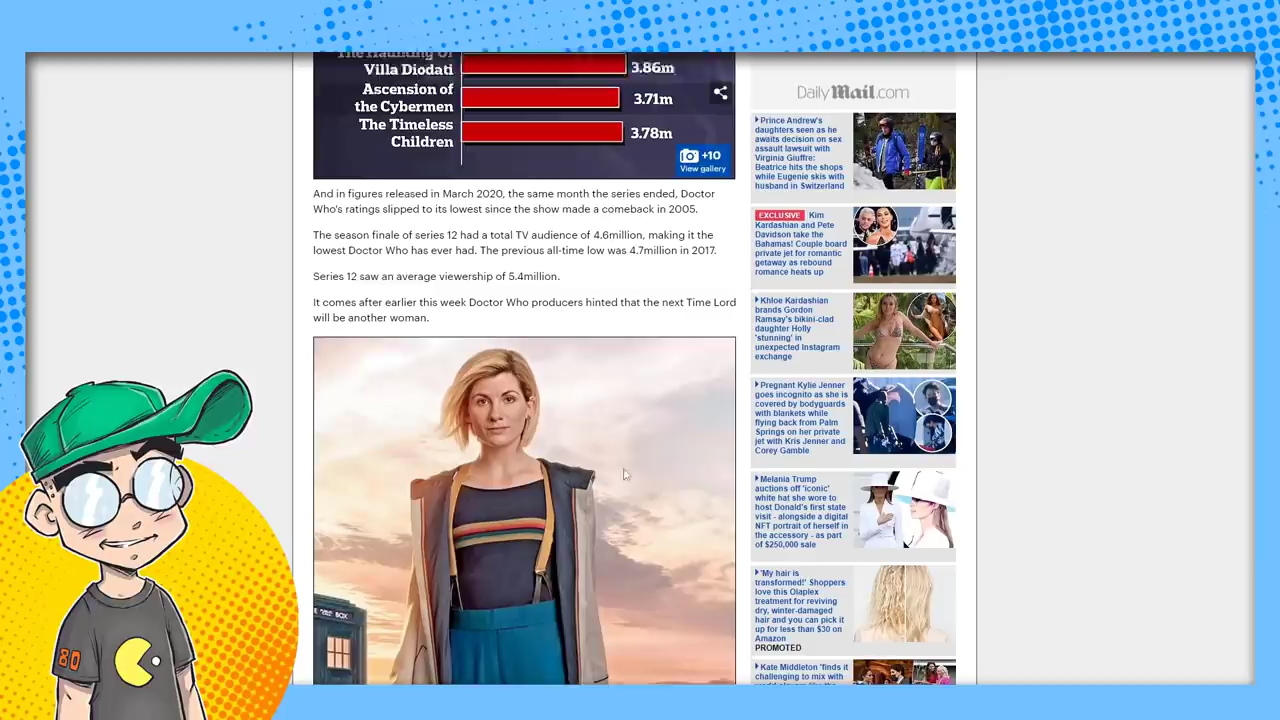 The Haunting Of
Villa Diodati
3.86m
Ascension of
the Cybermen
3.71m
The Timeless
Children
3.78m
+10
View gallery
And in figures released in March 2020, the same month the series ended, Doctor
Who's ratings slipped to its lowest since the show made a comeback in 2005.
The season finale of series 12 had a total TV audience of 4.6million, making it the
lowest Doctor Who has ever had. The previous all-time low was 4.7million in 2017.
Series 12 saw an average viewership of 5.4million.
It comes after earlier this week Doctor Who producers hinted that the next Time Lord
will be another woman.
BOX
DailyMail.com
Prince Andrew's
daughters seen as he
awaits decision on sex
assault lawsuit with
Virginia Giuffre:
Beatrice hits the shops
while Eugenie skis with
husband in Switzerland
EXCLUSIVE Kim
Kardashian and Pete
Davidson take the
Bahamas! Couple board
private jet for romantic
getaway as rebound
romance heats up
Khloe Kardashian
brands Gordon
Ramsay's bikini-clad
daughter Holly
'stunning' in
unexpected Instagram
exchange
Pregnant Kylie Jenner
goes incognito as she is
covered by bodyguards
with blankets while
flying back from Palm
Springs on her private
jet with Kris Jenner and
Corey Gamble
Melania Trump
auctions off 'iconic'
white hat she wore to
host Donald's first state
visit - alongside a digital
NFT portrait of herself in
the accessory - as part
of $250,000 sale
'My hair is
transformed!' Shoppers
love this Olaplex
treatment for reviving
dry, winter-damaged
hair and you can pick it
up for less than $30 on
Amazon
PROMOTED
Kate Middleton 'finds it
challenging to mix with
80